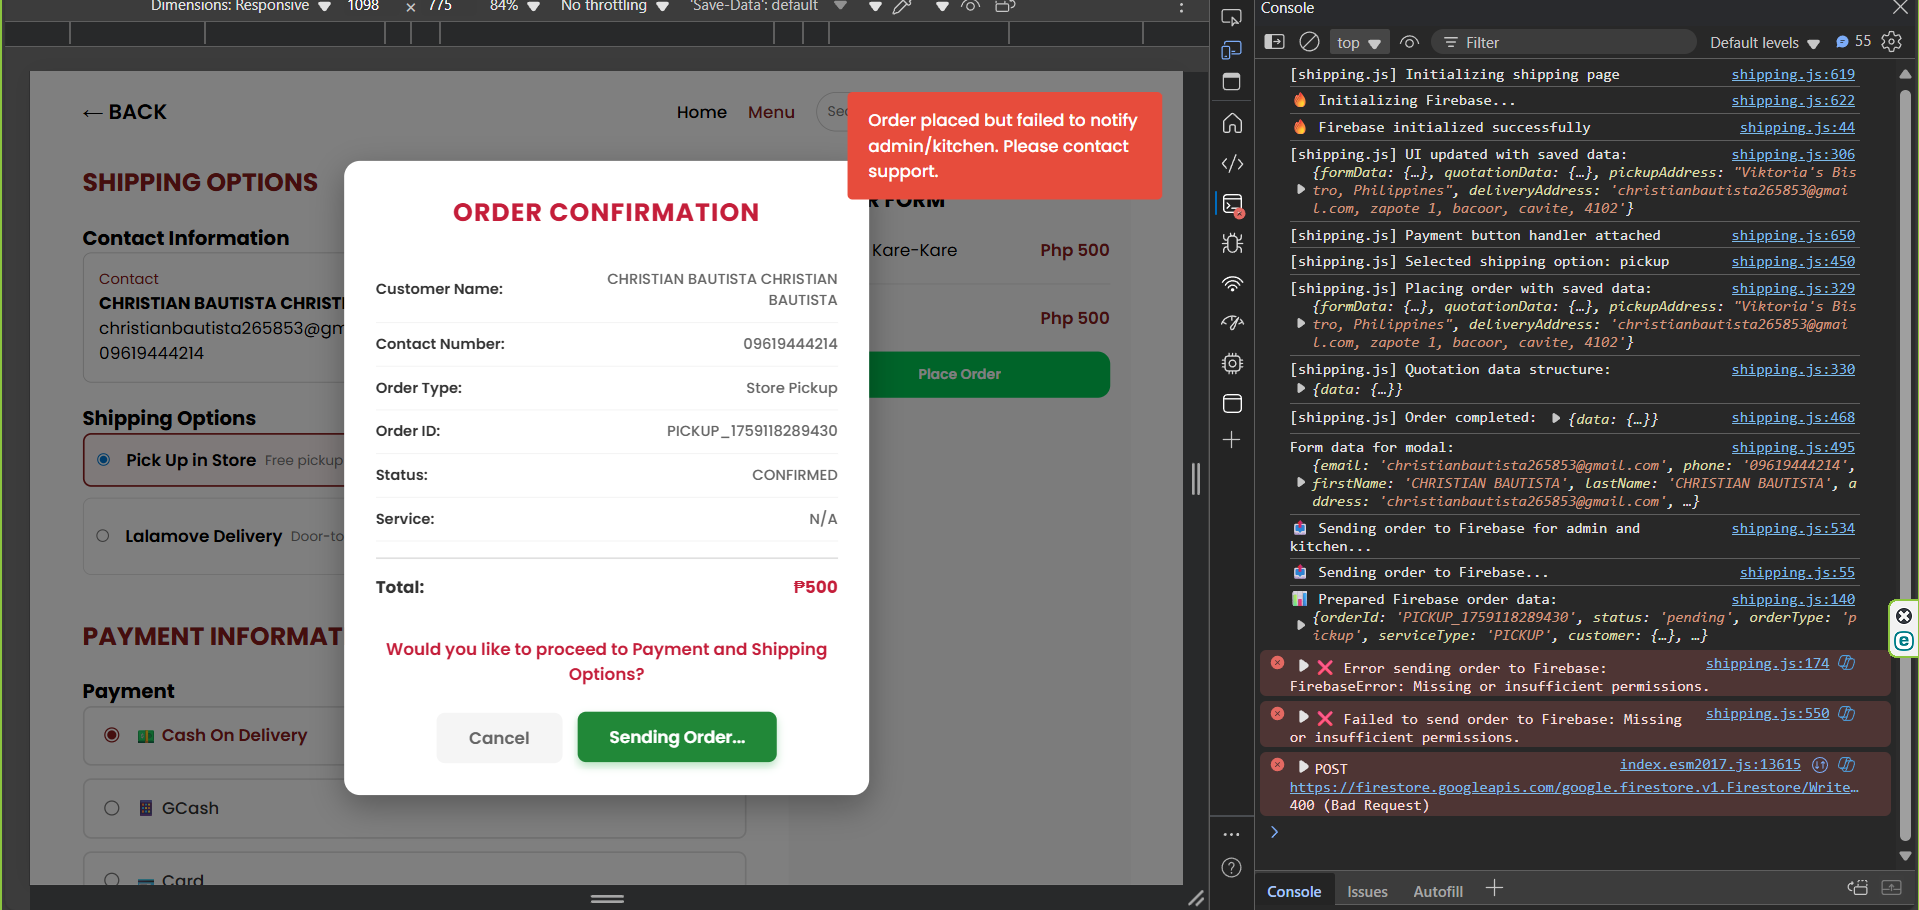 Dimensions: Responsive 1098 × 775 84% No throttling 'Save-Data': default
← BACK
Home Menu
Order placed but failed to notify
admin/kitchen. Please contact
support.
SHIPPING OPTIONS
Contact Information
Contact
CHRISTIAN BAUTISTA CHRISTI
christianbautista265853@gm
09619444214
Shipping Options
Pick Up in Store Free pickup
Lalamove Delivery Door-to
PAYMENT INFORMAT
Payment
Cash On Delivery
GCash
Card
R FORM
Kare-Kare Php 500
Php 500
Place Order
ORDER CONFIRMATION
Customer Name: CHRISTIAN BAUTISTA CHRISTIAN
BAUTISTA
Contact Number: 09619444214
Order Type: Store Pickup
Order ID: PICKUP_1759118289430
Status: CONFIRMED
Service: N/A
Total: ₱500
Would you like to proceed to Payment and Shipping
Options?
Cancel Sending Order...
Console
top Filter Default levels 55
[shipping.js] Initializing shipping page shipping.js:619
🔥 Initializing Firebase... shipping.js:622
🔥 Firebase initialized successfully shipping.js:44
[shipping.js] UI updated with saved data: shipping.js:306
{formData: {…}, quotationData: {…}, pickupAddress: "Viktoria's Bis
tro, Philippines", deliveryAddress: 'christianbautista265853@gmai
l.com, zapote 1, bacoor, cavite, 4102'}
[shipping.js] Payment button handler attached shipping.js:650
[shipping.js] Selected shipping option: pickup shipping.js:450
[shipping.js] Placing order with saved data: shipping.js:329
{formData: {…}, quotationData: {…}, pickupAddress: "Viktoria's Bis
tro, Philippines", deliveryAddress: 'christianbautista265853@gmai
l.com, zapote 1, bacoor, cavite, 4102'}
[shipping.js] Quotation data structure: shipping.js:330
{data: {…}}
[shipping.js] Order completed: {data: {…}} shipping.js:468
Form data for modal: shipping.js:495
{email: 'christianbautista265853@gmail.com', phone: '09619444214',
firstName: 'CHRISTIAN BAUTISTA', lastName: 'CHRISTIAN BAUTISTA', a
ddress: 'christianbautista265853@gmail.com', …}
📤 Sending order to Firebase for admin and shipping.js:534
kitchen...
📤 Sending order to Firebase... shipping.js:55
📊 Prepared Firebase order data: shipping.js:140
{orderId: 'PICKUP_1759118289430', status: 'pending', orderType: 'p
ickup', serviceType: 'PICKUP', customer: {…}, …}
❌ Error sending order to Firebase: shipping.js:174
FirebaseError: Missing or insufficient permissions.
❌ Failed to send order to Firebase: Missing shipping.js:550
or insufficient permissions.
POST index.esm2017.js:13615
https://firestore.googleapis.com/google.firestore.v1.Firestore/Write…
400 (Bad Request)
Console Issues Autofill